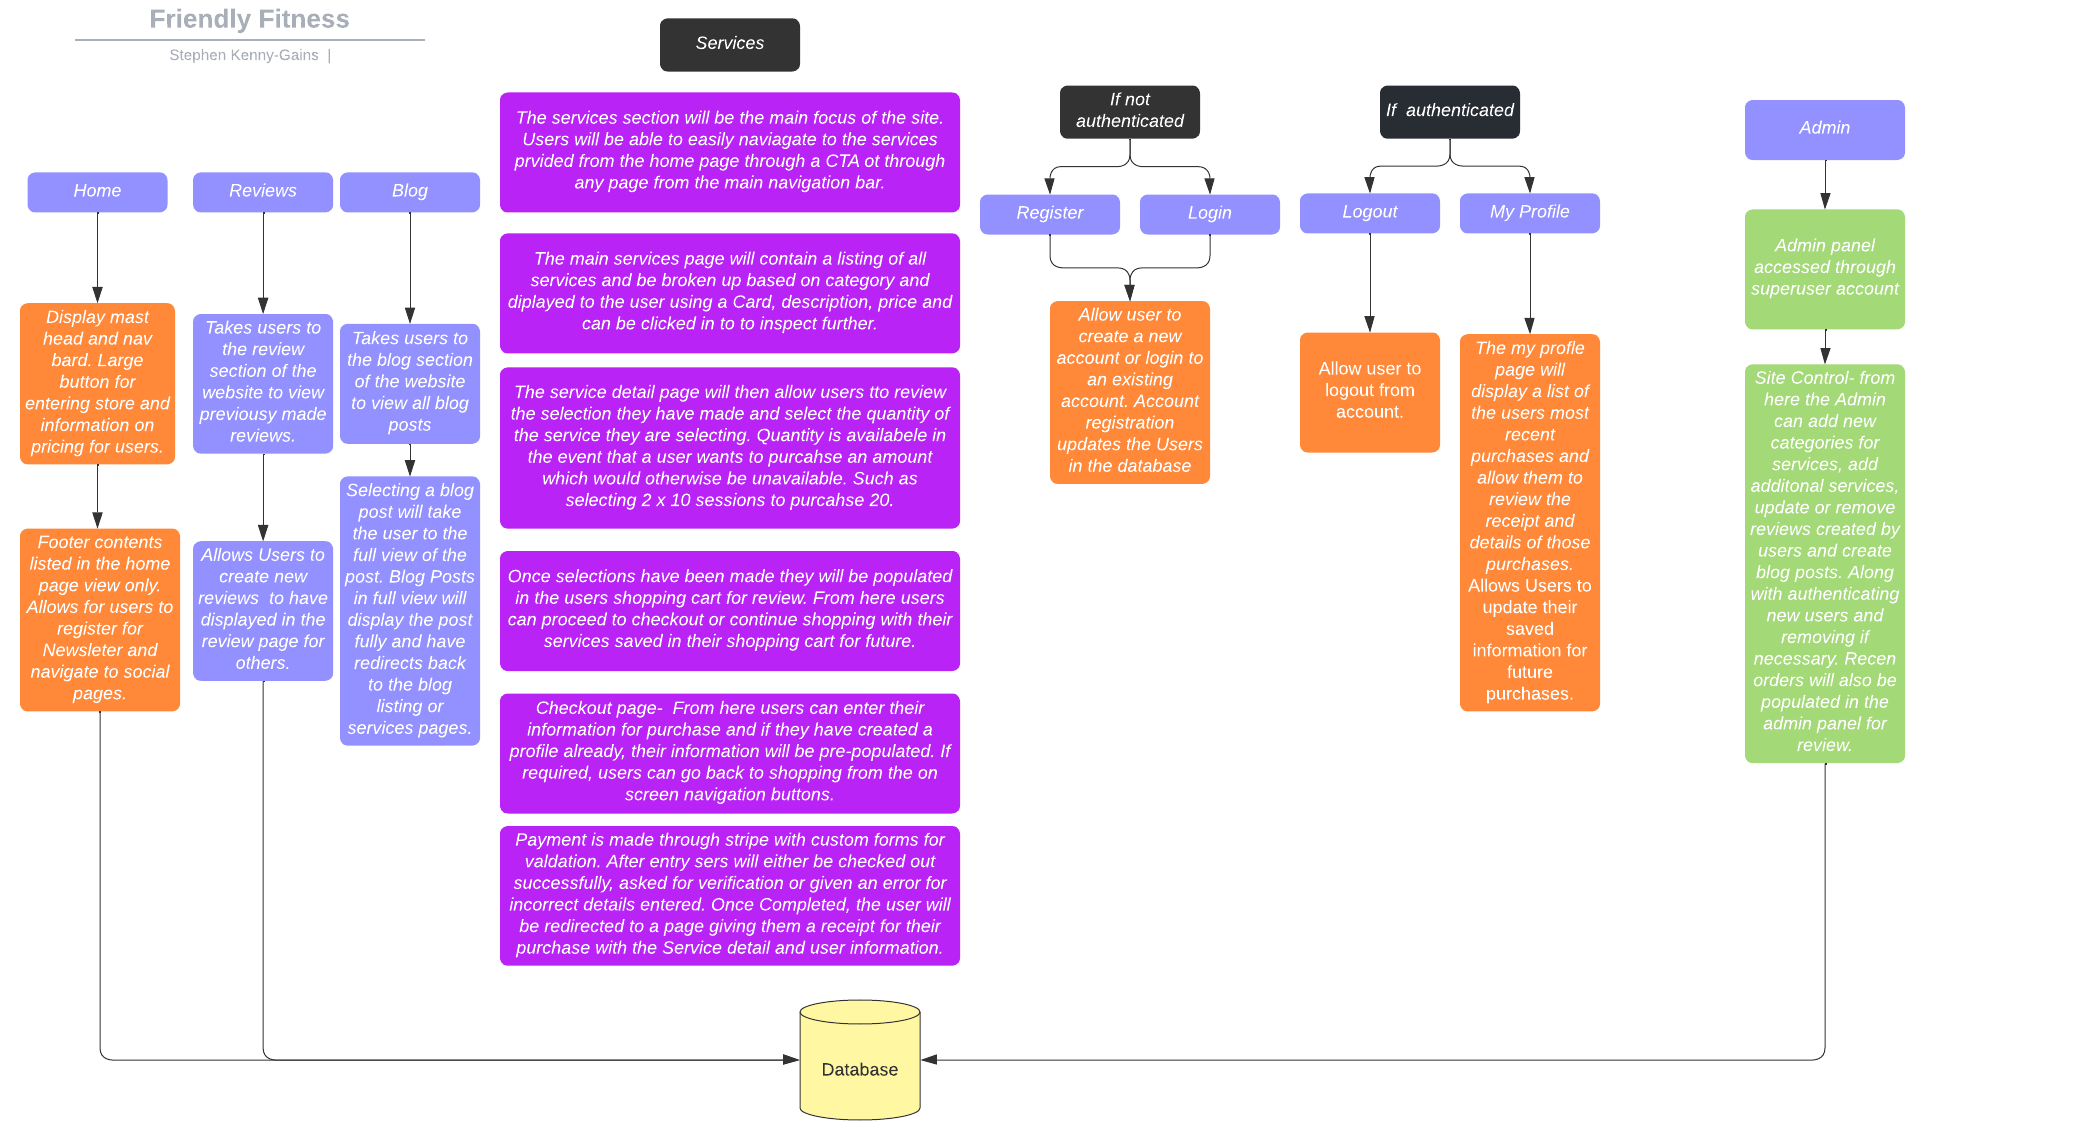 Friendly Fitness
Stephen Kenny-Gains  |
Home
Display mast
head and nav
bard. Large
button for
entering store and
information on
pricing for users.
Footer contents
listed in the home
page view only.
Allows for users to
register for
Newsleter and
navigate to social
pages.
Reviews
Takes users to
the review
section of the
website to view
previousy made
reviews.
Allows Users to
create new
reviews  to have
displayed in the
review page for
others.
Blog
Takes users to
the blog section
of the website
to view all blog
posts
Selecting a blog
post will take
the user to the
full view of the
post. Blog Posts
in full view will
display the post
fully and have
redirects back
to the blog
listing or
services pages.
Services
The services section will be the main focus of the site.
Users will be able to easily naviagate to the services
prvided from the home page through a CTA ot through
any page from the main navigation bar.
The main services page will contain a listing of all
services and be broken up based on category and
diplayed to the user using a Card, description, price and
can be clicked in to to inspect further.
The service detail page will then allow users tto review
the selection they have made and select the quantity of
the service they are selecting. Quantity is availabele in
the event that a user wants to purcahse an amount
which would otherwise be unavailable. Such as
selecting 2 x 10 sessions to purcahse 20.
Once selections have been made they will be populated
in the users shopping cart for review. From here users
can proceed to checkout or continue shopping with their
services saved in their shopping cart for future.
Checkout page-  From here users can enter their
information for purchase and if they have created a
profile already, their information will be pre-populated. If
required, users can go back to shopping from the on
screen navigation buttons.
Payment is made through stripe with custom forms for
valdation. After entry sers will either be checked out
successfully, asked for verification or given an error for
incorrect details entered. Once Completed, the user will
be redirected to a page giving them a receipt for their
purchase with the Service detail and user information.
If not
authenticated
Register
Login
Allow user to
create a new
account or login to
an existing
account. Account
registration
updates the Users
in the database
If  authenticated
Logout
Allow user to
logout from
account.
My Profile
The my profle
page will
display a list of
the users most
recent
purchases and
allow them to
review the
receipt and
details of those
purchases.
Allows Users to
update their
saved
information for
future
purchases.
Admin
Admin panel
accessed through
superuser account
Site Control- from
here the Admin
can add new
categories for
services, add
additonal services,
update or remove
reviews created by
users and create
blog posts. Along
with authenticating
new users and
removing if
necessary. Recen
orders will also be
populated in the
admin panel for
review.
Database